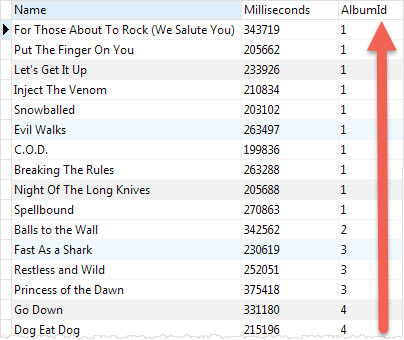 Name Milliseconds AlbumId
For Those About To Rock (We Salute You) 343719 1
Put The Finger On You 205662 1
Let's Get It Up 233926 1
Inject The Venom 210834 1
Snowballed 203102 1
Evil Walks 263497 1
C.O.D. 199836 1
Breaking The Rules 263288 1
Night Of The Long Knives 205688 1
Spellbound 270863 1
Balls to the Wall 342562 2
Fast As a Shark 230619 3
Restless and Wild 252051 3
Princess of the Dawn 375418 3
Go Down 331180 4
Dog Eat Dog 215196 4